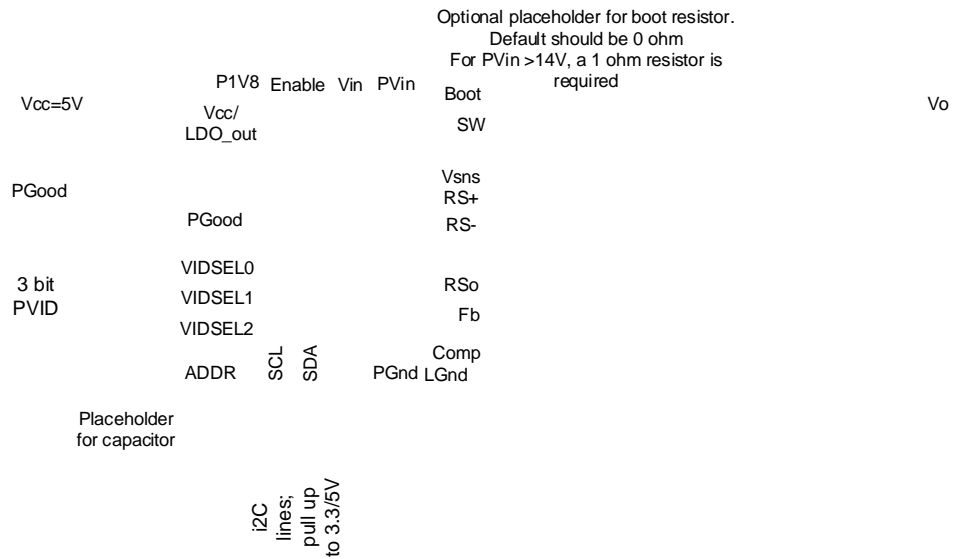 Optional placeholder for boot resistor.
Default should be 0 ohm
For PVin >14V, a 1 ohm resistor is
required
P1V8
Enable
Vin
PVin
Boot
Vcc=5V
Vcc/
LDO_out
SW
Vo
PGood
Vsns
RS+
PGood
RS-
3 bit
PVID
VIDSEL0
VIDSEL1
VIDSEL2
RSo
Fb
Comp
ADDR
SCL
SDA
PGnd
LGnd
Placeholder
for capacitor
i2C
lines;
pull up
to 3.3/5V